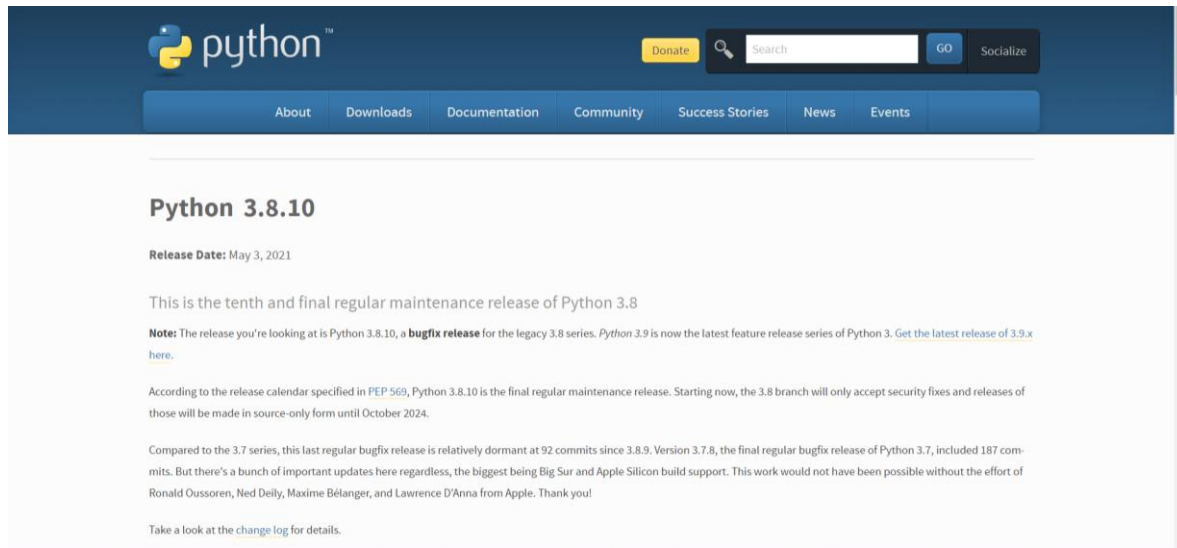 python™
Donate
Search
GO
Socialize
About Downloads Documentation Community Success Stories News Events
Python 3.8.10
Release Date: May 3, 2021
This is the tenth and final regular maintenance release of Python 3.8
Note: The release you're looking at is Python 3.8.10, a bugfix release for the legacy 3.8 series. Python 3.9 is now the latest feature release series of Python 3. Get the latest release of 3.9.x
here.
According to the release calendar specified in PEP 569, Python 3.8.10 is the final regular maintenance release. Starting now, the 3.8 branch will only accept security fixes and releases of
those will be made in source-only form until October 2024.
Compared to the 3.7 series, this last regular bugfix release is relatively dormant at 92 commits since 3.8.9. Version 3.7.8, the final regular bugfix release of Python 3.7, included 187 com-
mits. But there's a bunch of important updates here regardless, the biggest being Big Sur and Apple Silicon build support. This work would not have been possible without the effort of
Ronald Oussoren, Ned Deily, Maxime Bélanger, and Lawrence D'Anna from Apple. Thank you!
Take a look at the change log for details.